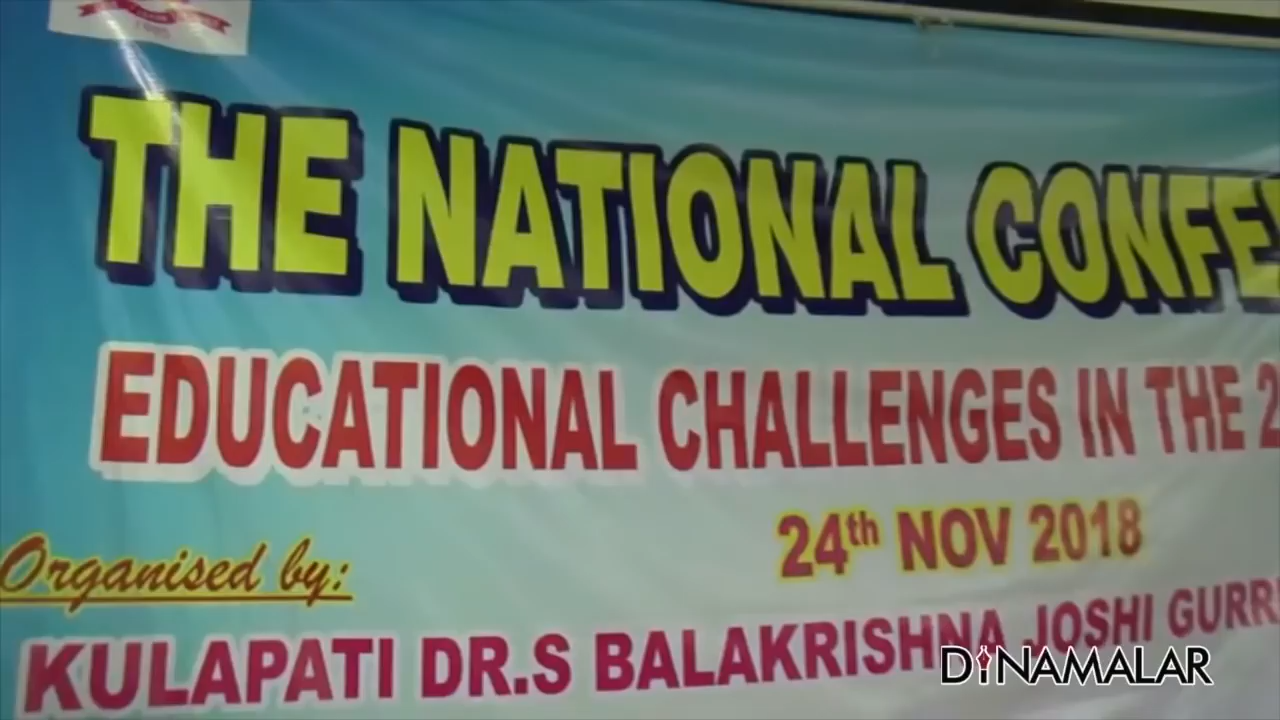 THE NATIONAL CONFE
EDUCATIONAL CHALLENGES IN THE 2
24th NOV 2018
Organised by:
KULAPATI DR.S BALAKRISHNA JOSHI GURR
DINAMALAR